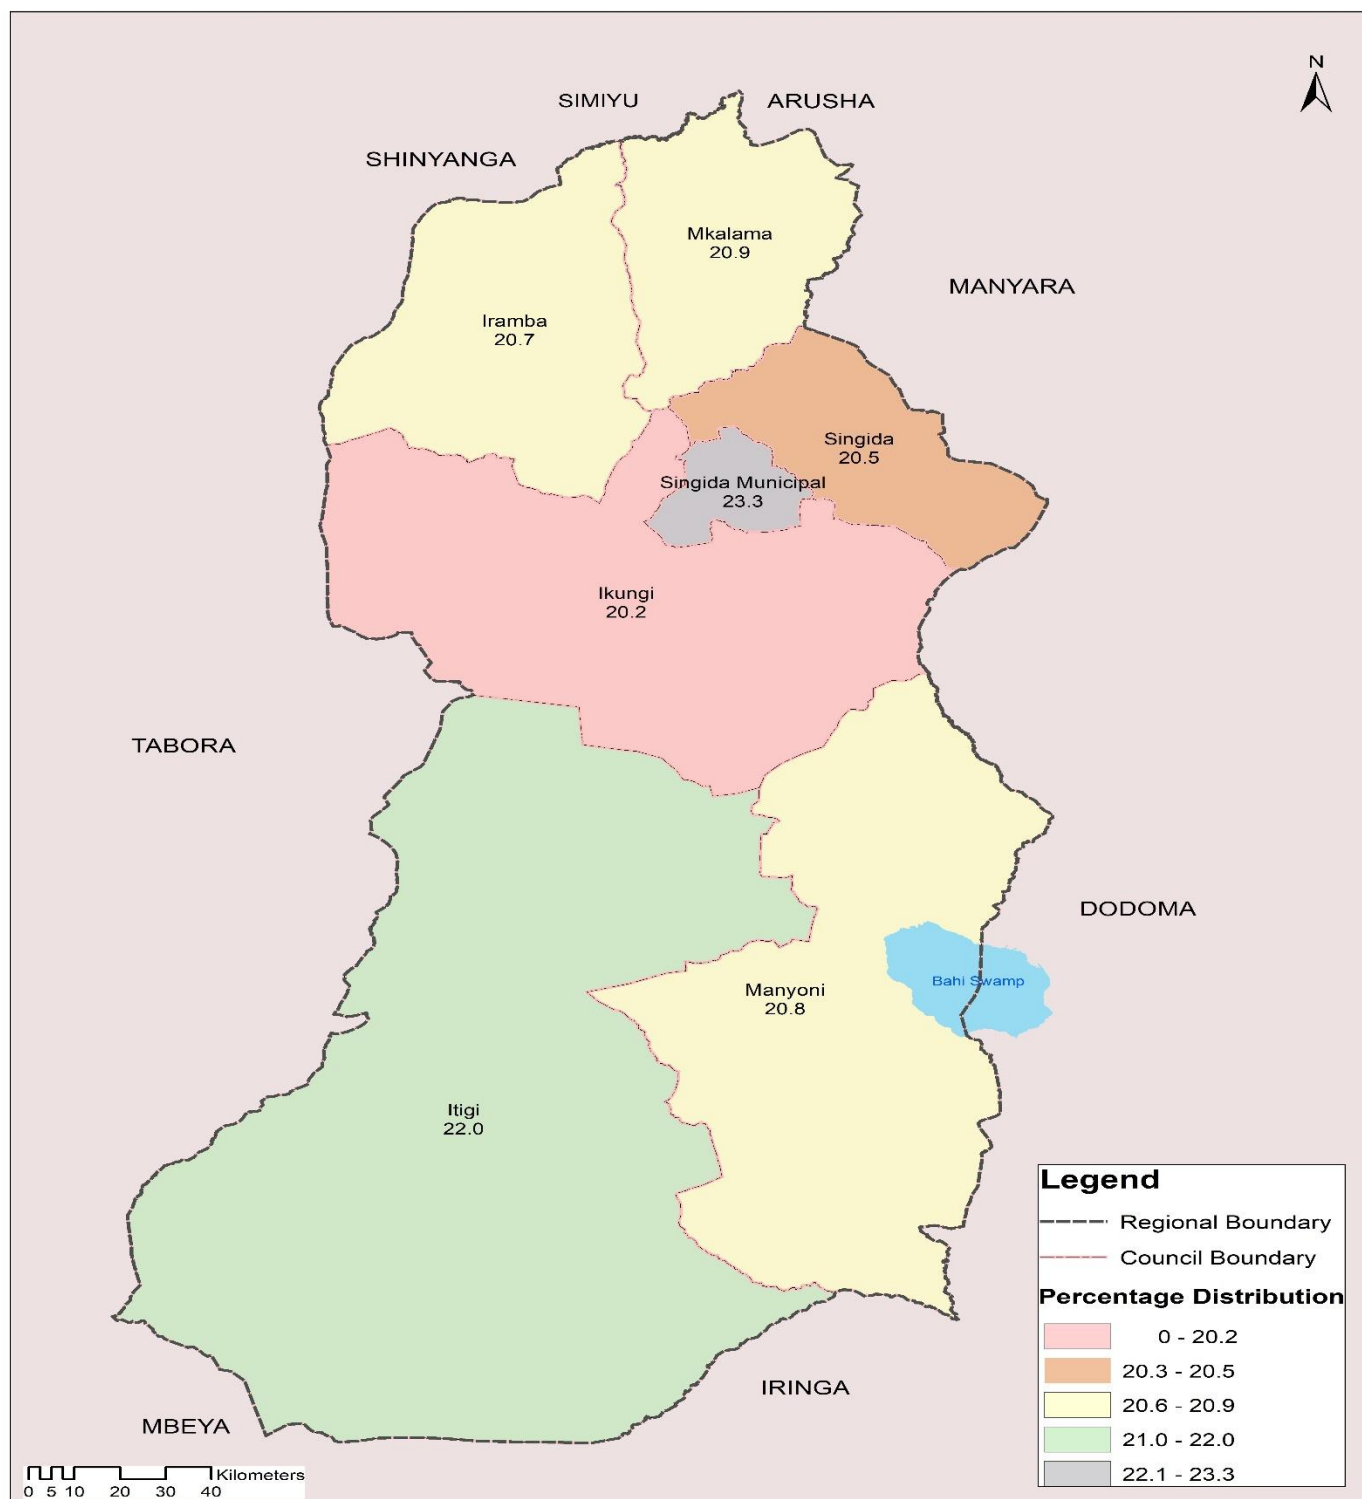 N
SIMIYU
ARUSHA
SHINYANGA
Mkalama
20.9
MANYARA
Iramba
20.7
Singida
20.5
Singida Municipal
23.3
Ikungi
20.2
TABORA
DODOMA
Bahi Swamp
Manyoni
20.8
Itigi
22.0
IRINGA
MBEYA
Legend
Regional Boundary
Council Boundary
Percentage Distribution
0 - 20.2
20.3 - 20.5
20.6 - 20.9
21.0 - 22.0
22.1 - 23.3
Kilometers
0 5 10 20 30 40